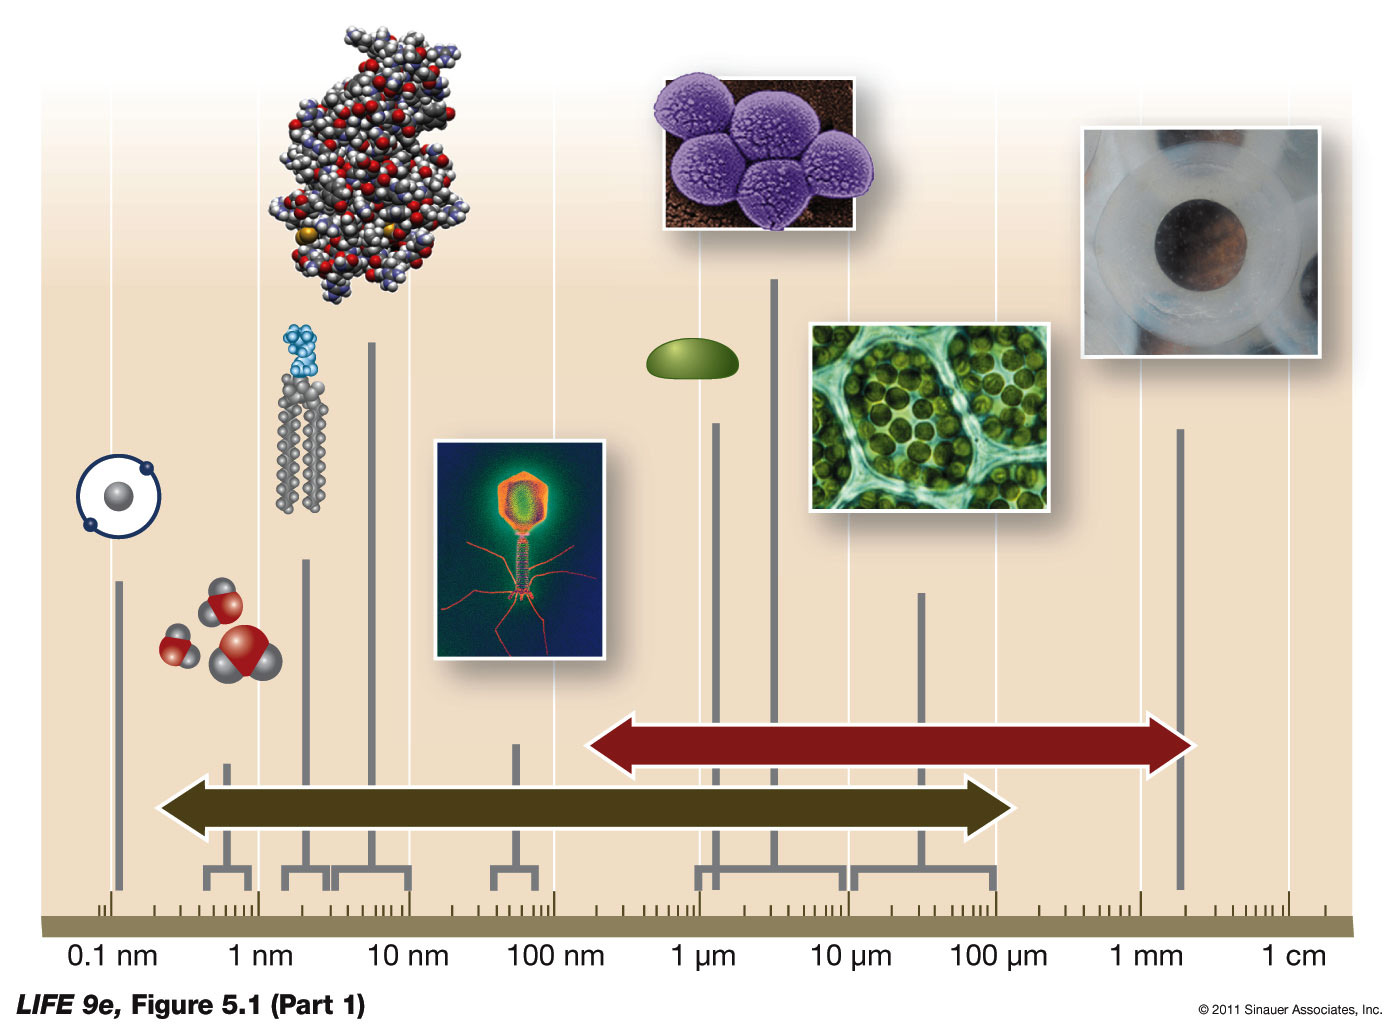 0.1 nm 1 nm 10 nm 100 nm 1 µm 10 µm 100 µm 1 mm 1 cm
LIFE 9e, Figure 5.1 (Part 1)
© 2011 Sinauer Associates, Inc.